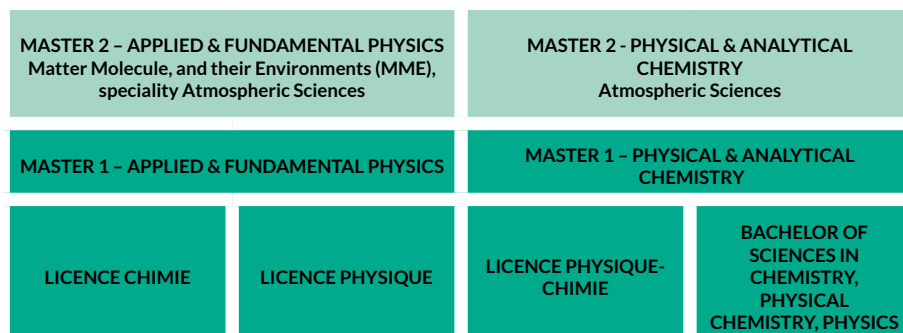 MASTER 2 – APPLIED & FUNDAMENTAL PHYSICS
Matter Molecule, and their Environments (MME),
speciality Atmospheric Sciences
MASTER 2 - PHYSICAL & ANALYTICAL
CHEMISTRY
Atmospheric Sciences
MASTER 1 – APPLIED & FUNDAMENTAL PHYSICS
MASTER 1 – PHYSICAL & ANALYTICAL
CHEMISTRY
LICENCE CHIMIE
LICENCE PHYSIQUE
LICENCE PHYSIQUE-
CHIMIE
BACHELOR OF
SCIENCES IN
CHEMISTRY,
PHYSICAL
CHEMISTRY, PHYSICS